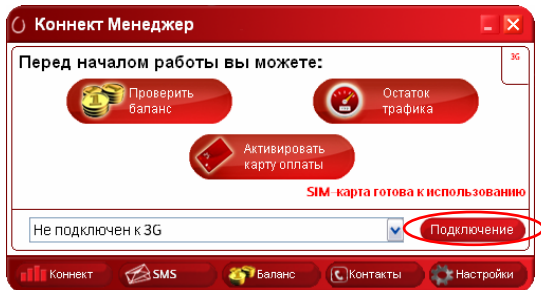 Коннект Менеджер
Перед началом работы вы можете:
3G
Проверить
баланс
Остаток
трафика
Активировать
карту оплаты
SIM-карта готова к использованию
Не подключен к 3G
Подключение
Коннект
SMS
Баланс
Контакты
Настройки